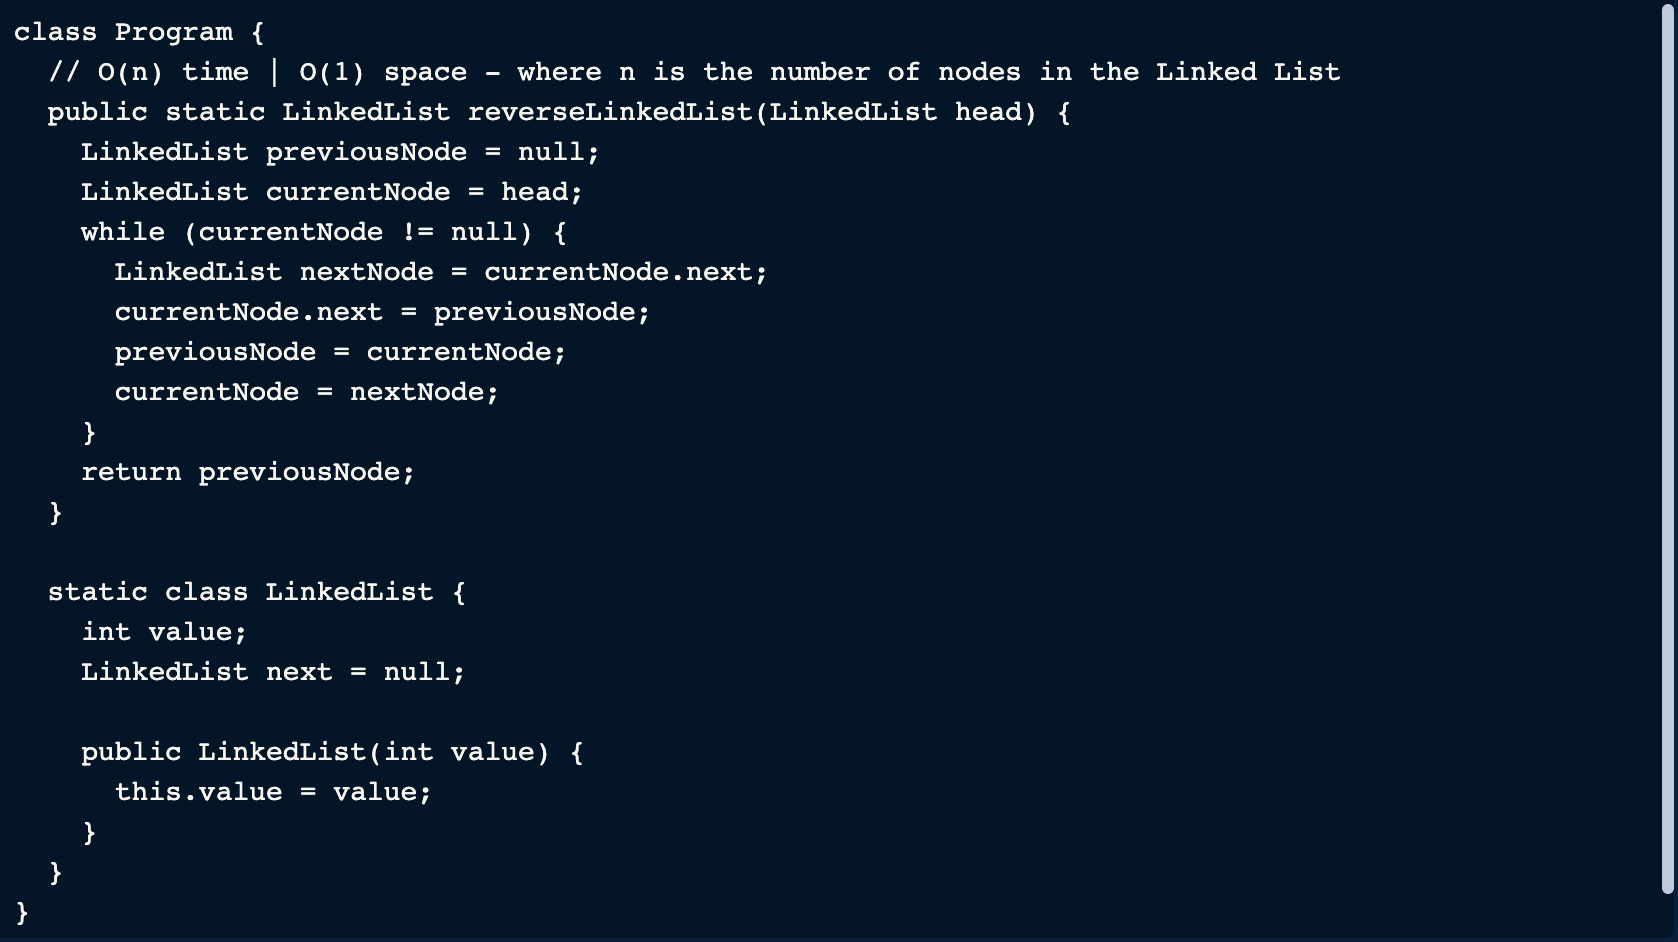 class Program {
  // O(n) time | O(1) space – where n is the number of nodes in the Linked List
  public static LinkedList reverseLinkedList(LinkedList head) {
    LinkedList previousNode = null;
    LinkedList currentNode = head;
    while (currentNode != null) {
      LinkedList nextNode = currentNode.next;
      currentNode.next = previousNode;
      previousNode = currentNode;
      currentNode = nextNode;
    }
    return previousNode;
  }

  static class LinkedList {
    int value;
    LinkedList next = null;

    public LinkedList(int value) {
      this.value = value;
    }
  }
}